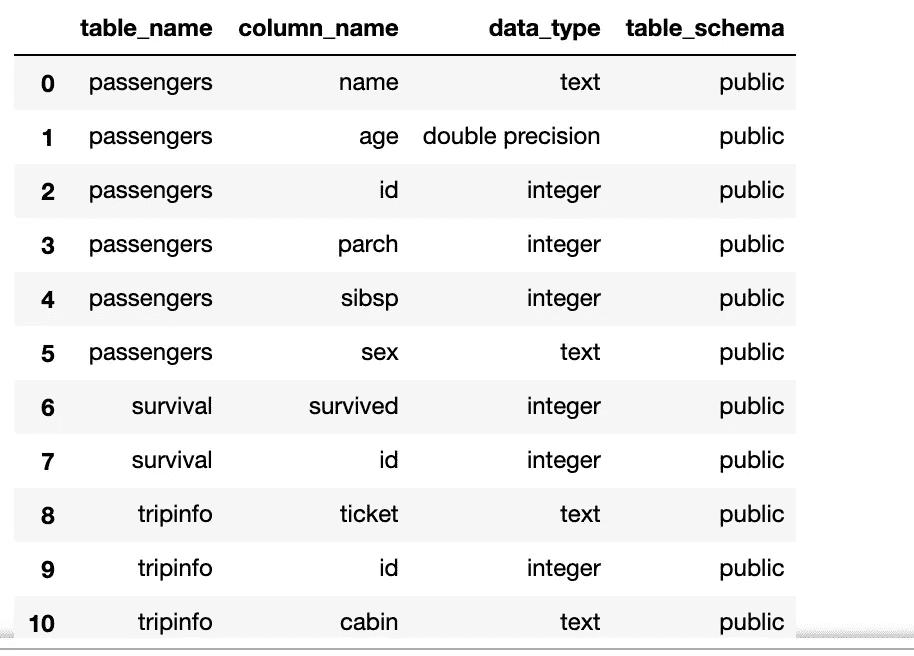 table_name column_name data_type table_schema
0 passengers name text public
1 passengers age double precision public
2 passengers id integer public
3 passengers parch integer public
4 passengers sibsp integer public
5 passengers sex text public
6 survival survived integer public
7 survival id integer public
8 tripinfo ticket text public
9 tripinfo id integer public
10 tripinfo cabin text public